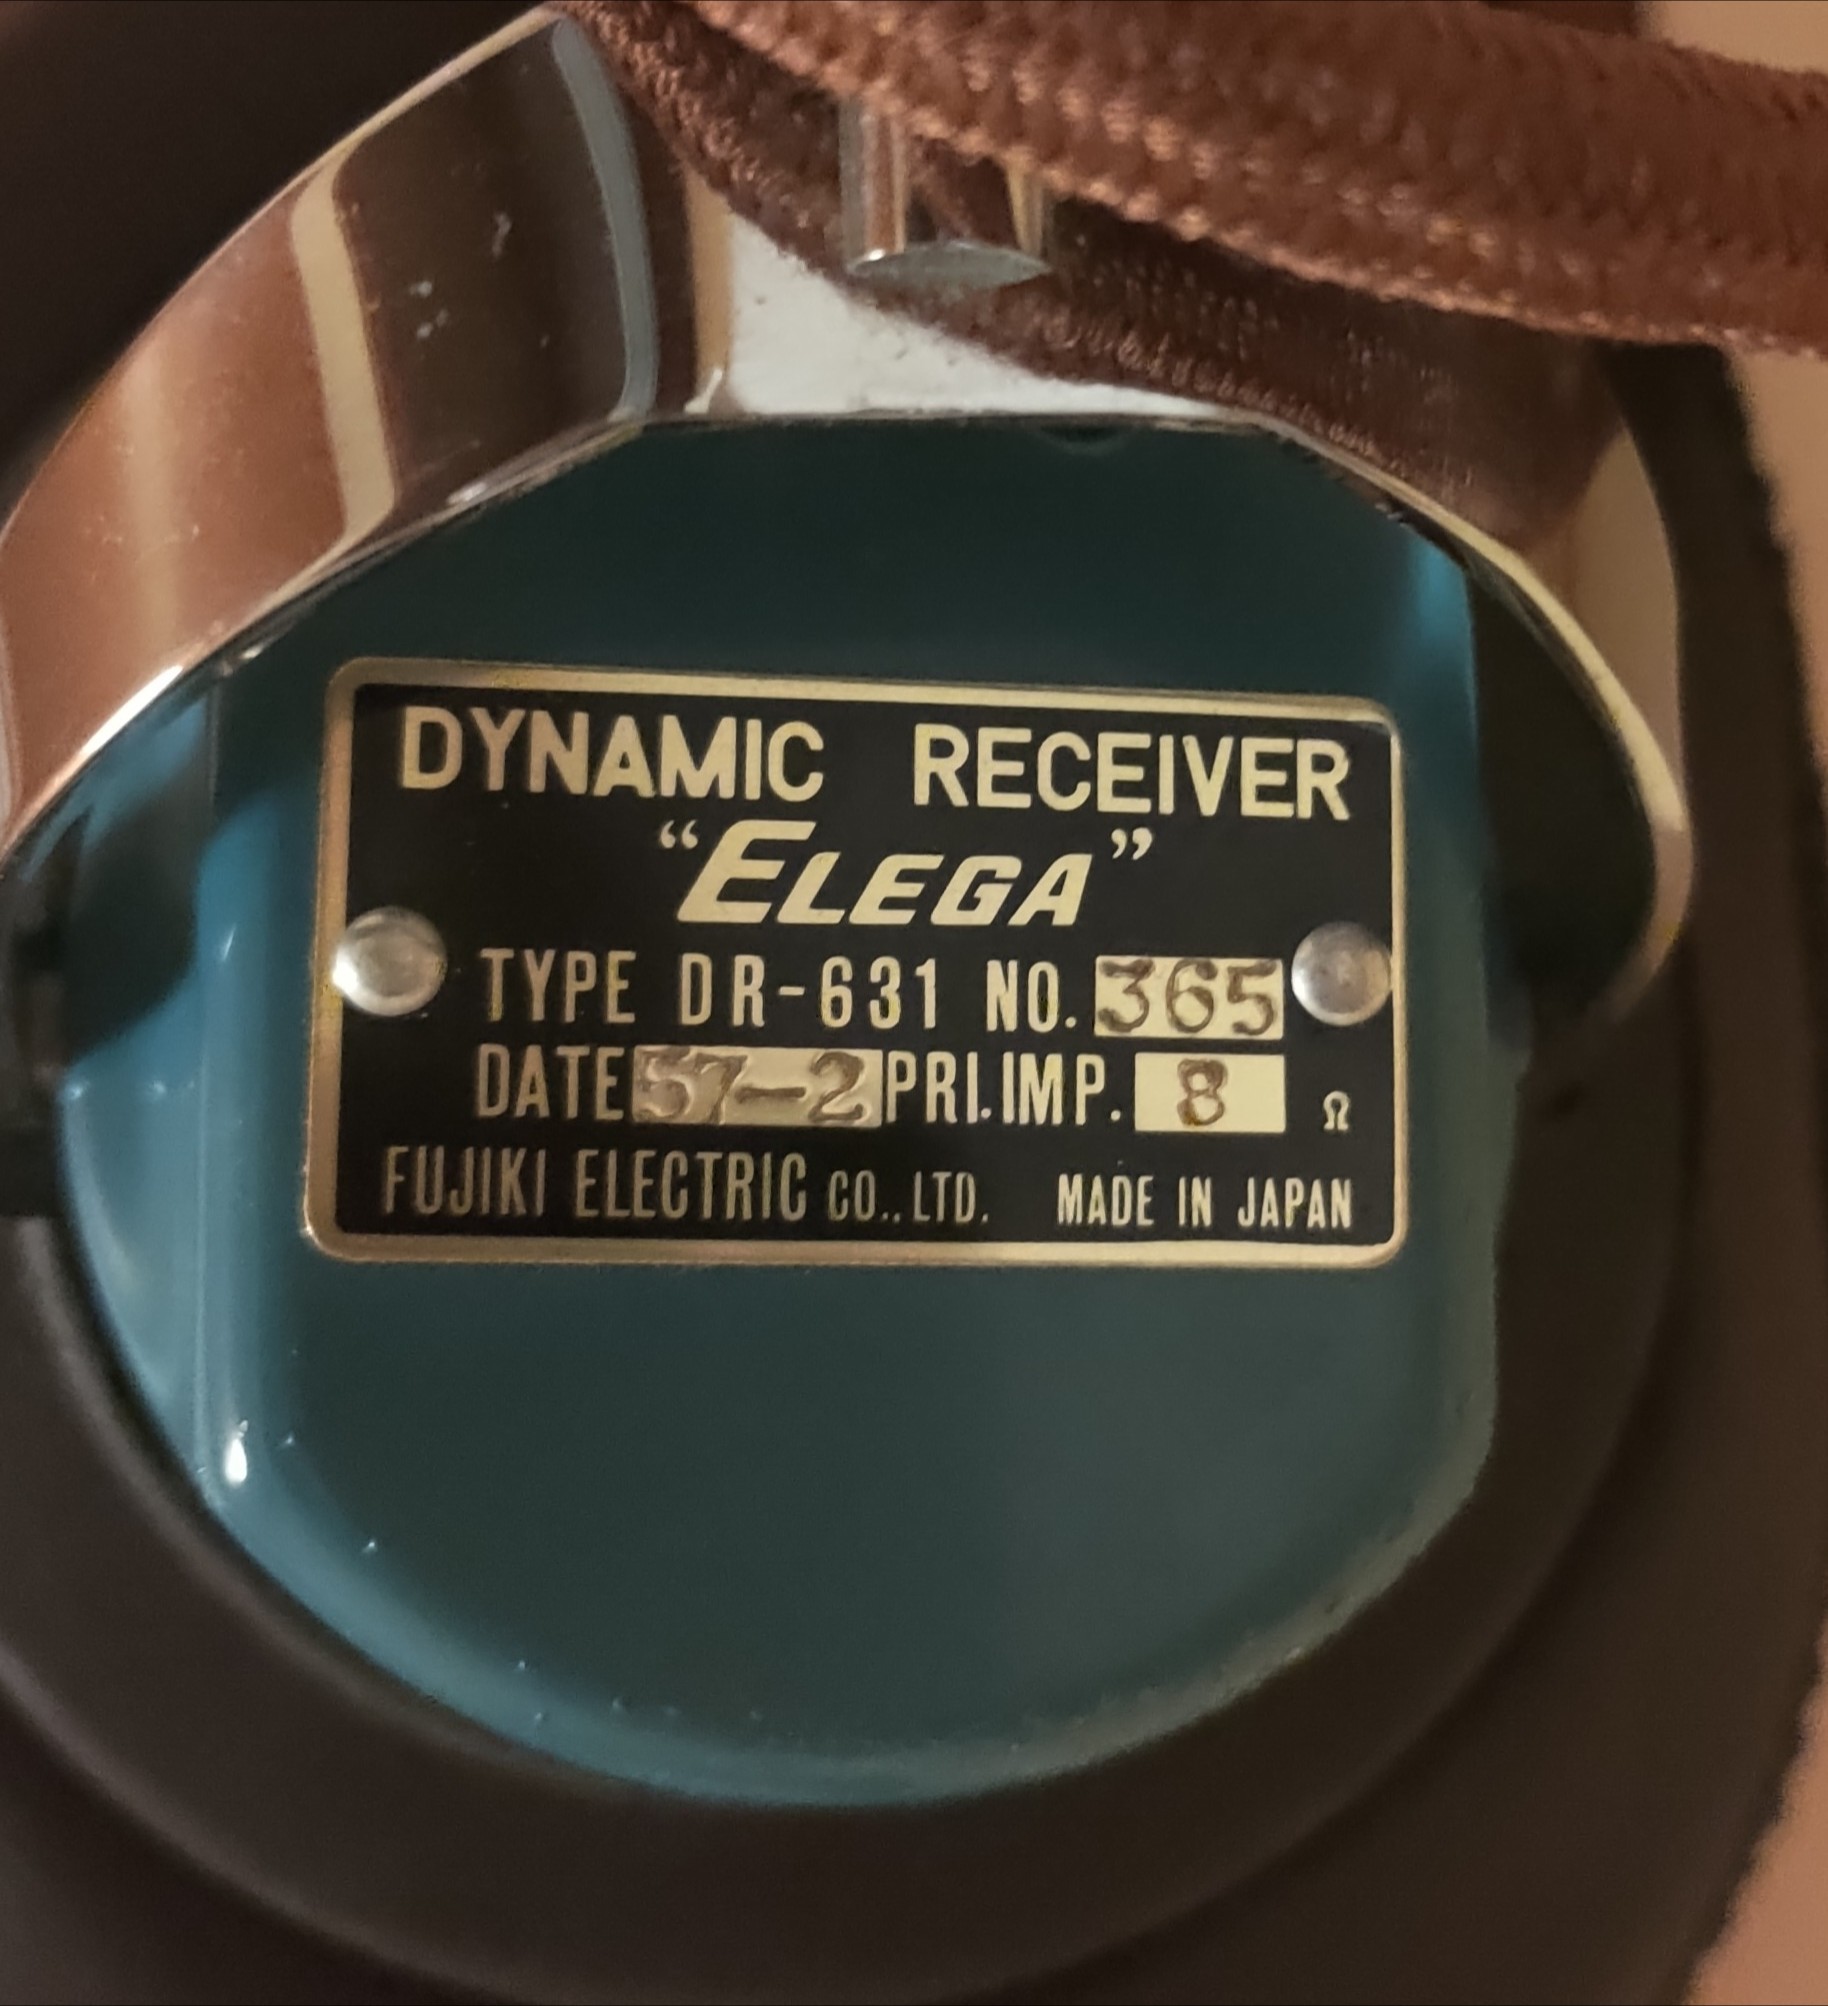 DYNAMIC RECEIVER
“ELEGA”
TYPE DR-631 NO. 365
DATE 57-2 PRI.IMP. 8 Ω
FUJIKI ELECTRIC CO., LTD. MADE IN JAPAN